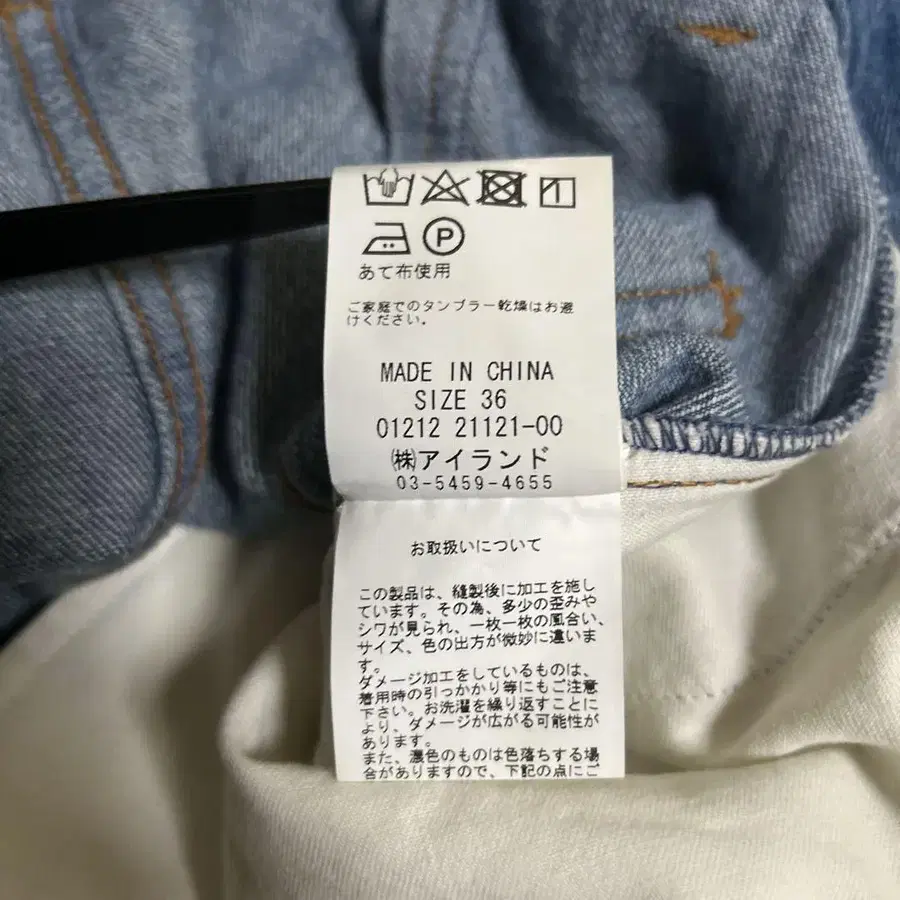 P
あて布使用
ご家庭でのタンブラー乾燥はお避
けください。
MADE IN CHINA
SIZE 36
01212 21121-00
㈱アイランド
03-5459-4655
お取扱いについて
この製品は、縫製後に加工を施し
ています。その為、多少の歪みや
シワが見られ、一枚一枚の風合い、
サイズ、色の出方が微妙に違いま
す。
ダメージ加工をしているものは、
着用時の引っかかり等にもご注意
下さい。お洗濯を繰り返すことに
より、ダメージが広がる可能性が
あります。
また、濃色のものは色落ちする場
合がありますので、下記の点にご